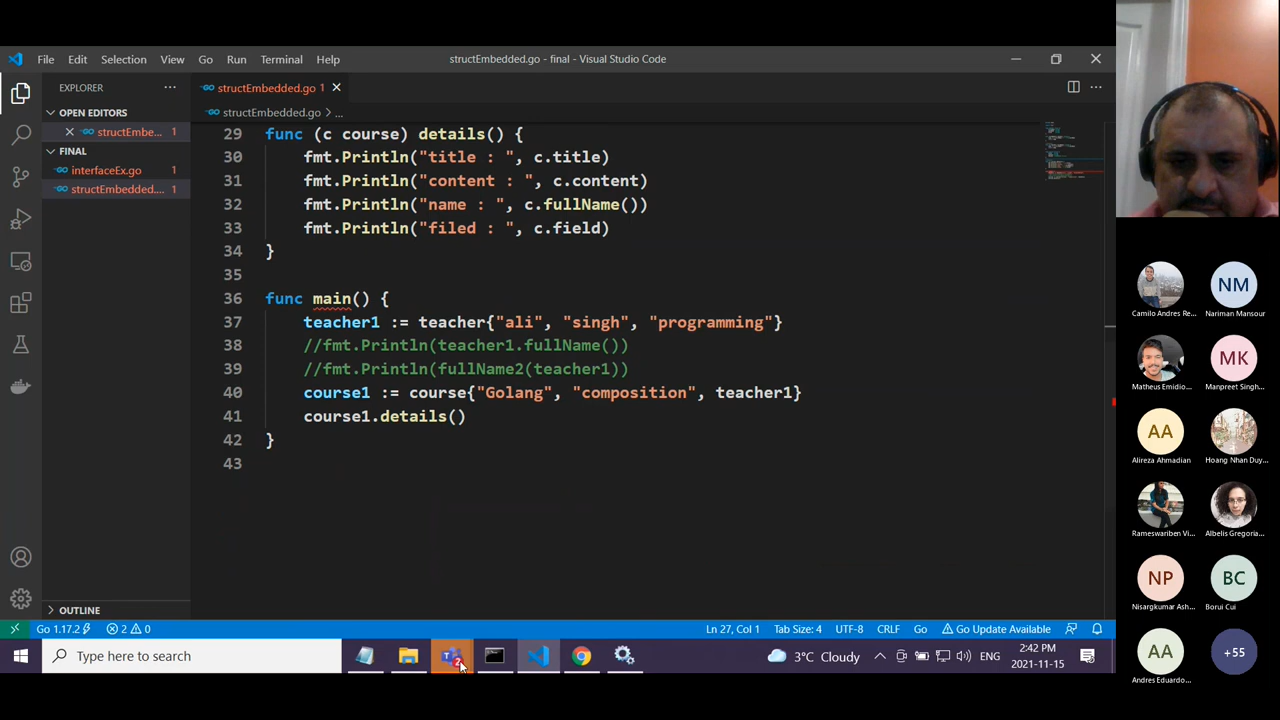 File Edit Selection View Go Run Terminal Help
structEmbedded.go - final - Visual Studio Code
EXPLORER
OPEN EDITORS
structEmbe... 1
FINAL
interfaceEx.go 1
structEmbedded.... 1
OUTLINE
structEmbedded.go 1
structEmbedded.go > ...
29 func (c course) details() {
30 fmt.Println("title : ", c.title)
31 fmt.Println("content : ", c.content)
32 fmt.Println("name : ", c.fullName())
33 fmt.Println("filed : ", c.field)
34 }
35
36 func main() {
37 teacher1 := teacher{"ali", "singh", "programming"}
38 //fmt.Println(teacher1.fullName())
39 //fmt.Println(fullName2(teacher1))
40 course1 := course{"Golang", "composition", teacher1}
41 course1.details()
42 }
43
Go 1.17.2 2 0
Ln 27, Col 1 Tab Size: 4 UTF-8 CRLF Go Go Update Available
Type here to search
2
3°C Cloudy
ENG
2:42 PM
2021-11-15
Camilo Andres Re...
NM
Nariman Mansour
Matheus Emidio...
MK
Manpreet Singh...
AA
Alireza Ahmadian
Hoang Nhan Duy...
Rameswariben Vi...
Albelis Gregoria...
NP
Nisargkumar Ash...
BC
Borui Cui
AA
Andres Eduardo...
+55